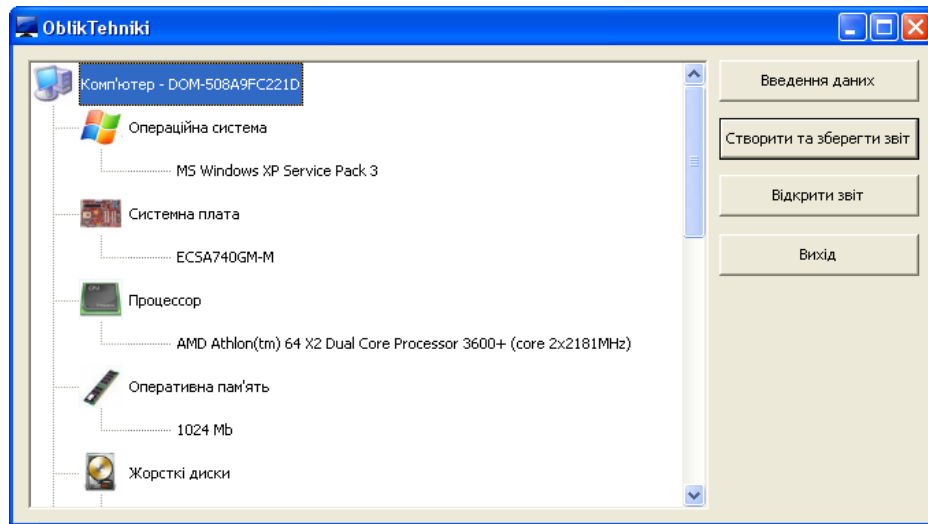 OblikTehniki
Комп'ютер - DOM-508A9FC221D
Операційна система
MS Windows XP Service Pack 3
Системна плата
ECSA740GM-M
Процессор
AMD Athlon(tm) 64 X2 Dual Core Processor 3600+ (core 2x2181MHz)
Оперативна пам'ять
1024 Mb
Жорсткі диски
Введення даних
Створити та зберегти звіт
Відкрити звіт
Вихід